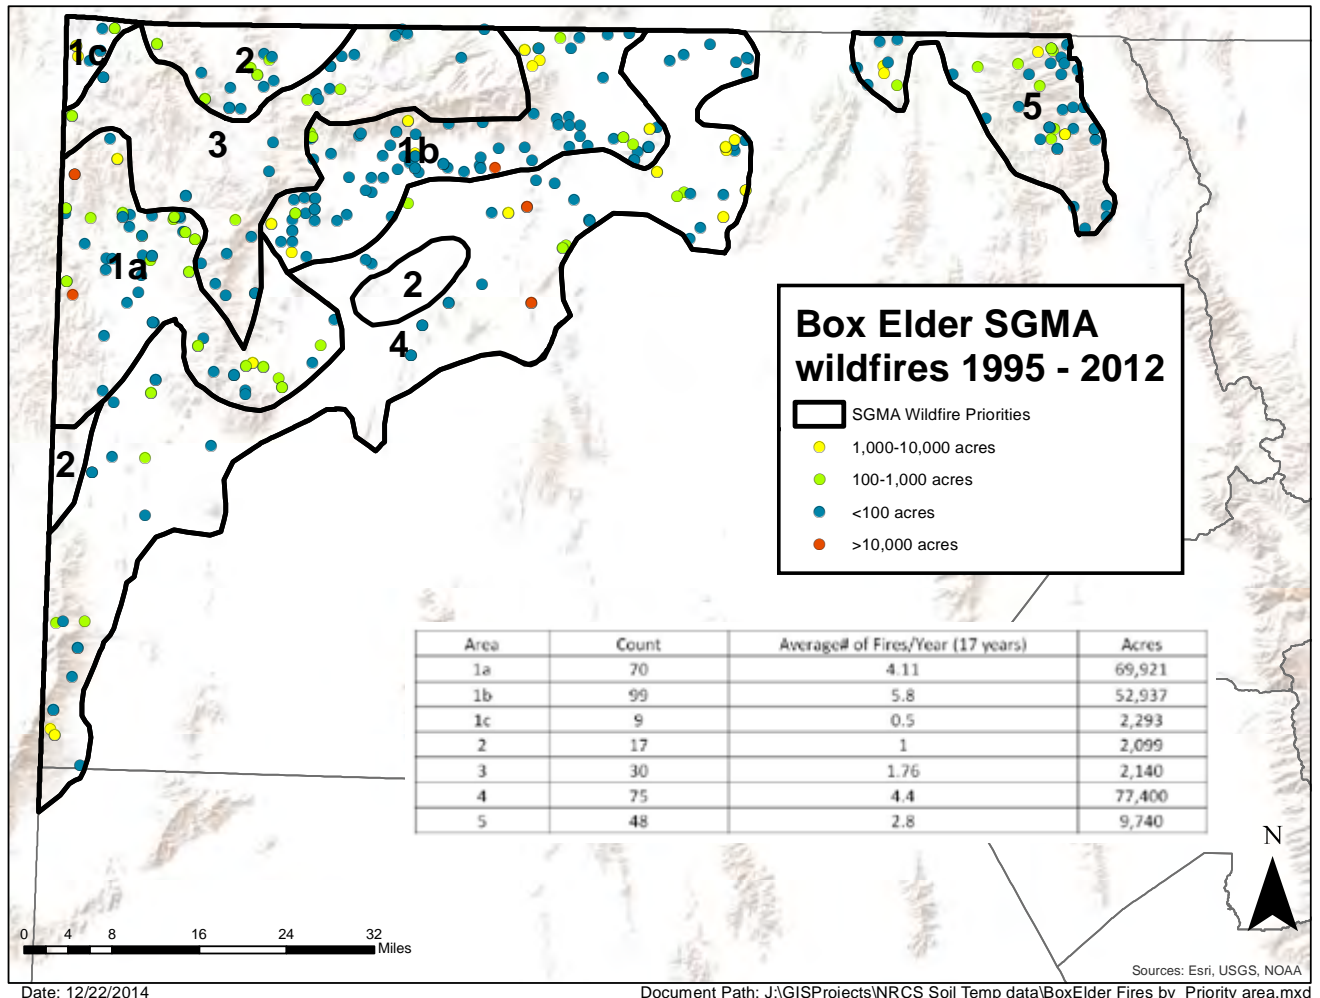 1c
2
3
1b
5
1a
2
4
2
Box Elder SGMA
wildfires 1995 - 2012
SGMA Wildfire Priorities
1,000-10,000 acres
100-1,000 acres
<100 acres
>10,000 acres
Area Count Average# of Fires/Year (17 years) Acres
1a 70 4.11 69,921
1b 99 5.8 52,937
1c 9 0.5 2,293
2 17 1 2,099
3 30 1.76 2,140
4 75 4.4 77,400
5 48 2.8 9,740
N
0 4 8 16 24 32
Miles
Sources: Esri, USGS, NOAA
Date: 12/22/2014
Document Path: J:\GISProjects\NRCS Soil Temp data\BoxElder Fires by Priority area.mxd